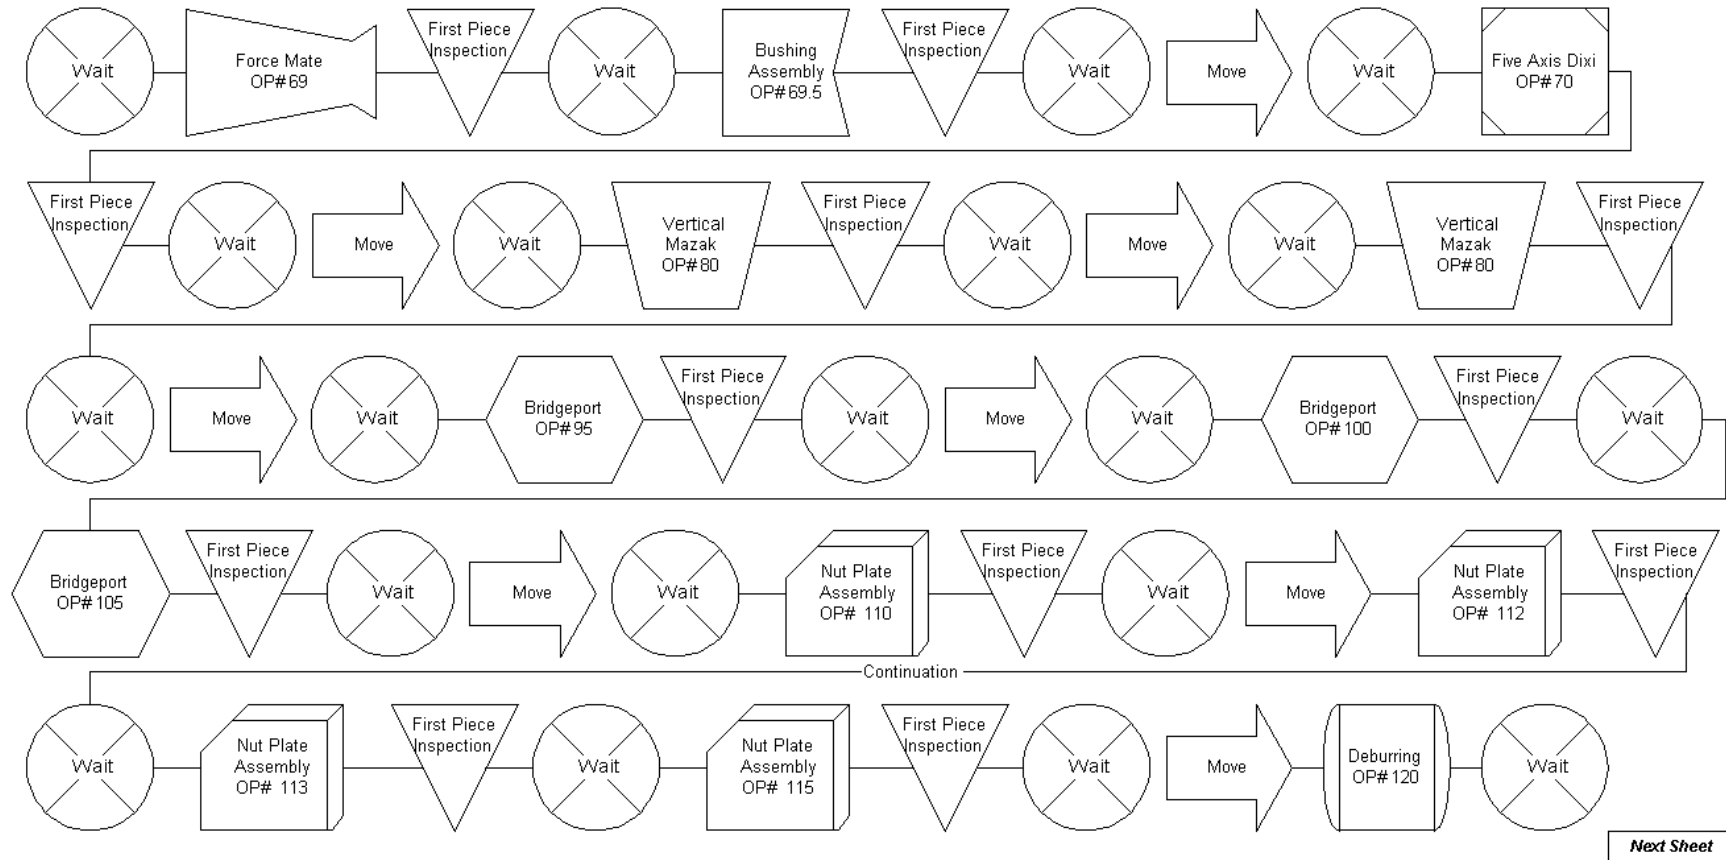 Wait
Force Mate
OP# 69
First Piece
Inspection
Wait
Bushing
Assembly
OP# 69.5
First Piece
Inspection
Wait
Move
Wait
Five Axis Dixi
OP# 70
First Piece
Inspection
Wait
Move
Wait
Vertical
Mazak
OP# 80
First Piece
Inspection
Wait
Move
Wait
Vertical
Mazak
OP# 80
First Piece
Inspection
Wait
Move
Wait
Bridgeport
OP# 95
First Piece
Inspection
Wait
Move
Wait
Bridgeport
OP# 100
First Piece
Inspection
Wait
Bridgeport
OP# 105
First Piece
Inspection
Wait
Move
Wait
Nut Plate
Assembly
OP# 110
First Piece
Inspection
Wait
Move
Nut Plate
Assembly
OP# 112
First Piece
Inspection
Continuation
Wait
Nut Plate
Assembly
OP# 113
First Piece
Inspection
Wait
Nut Plate
Assembly
OP# 115
First Piece
Inspection
Wait
Move
Deburring
OP# 120
Wait
Next Sheet